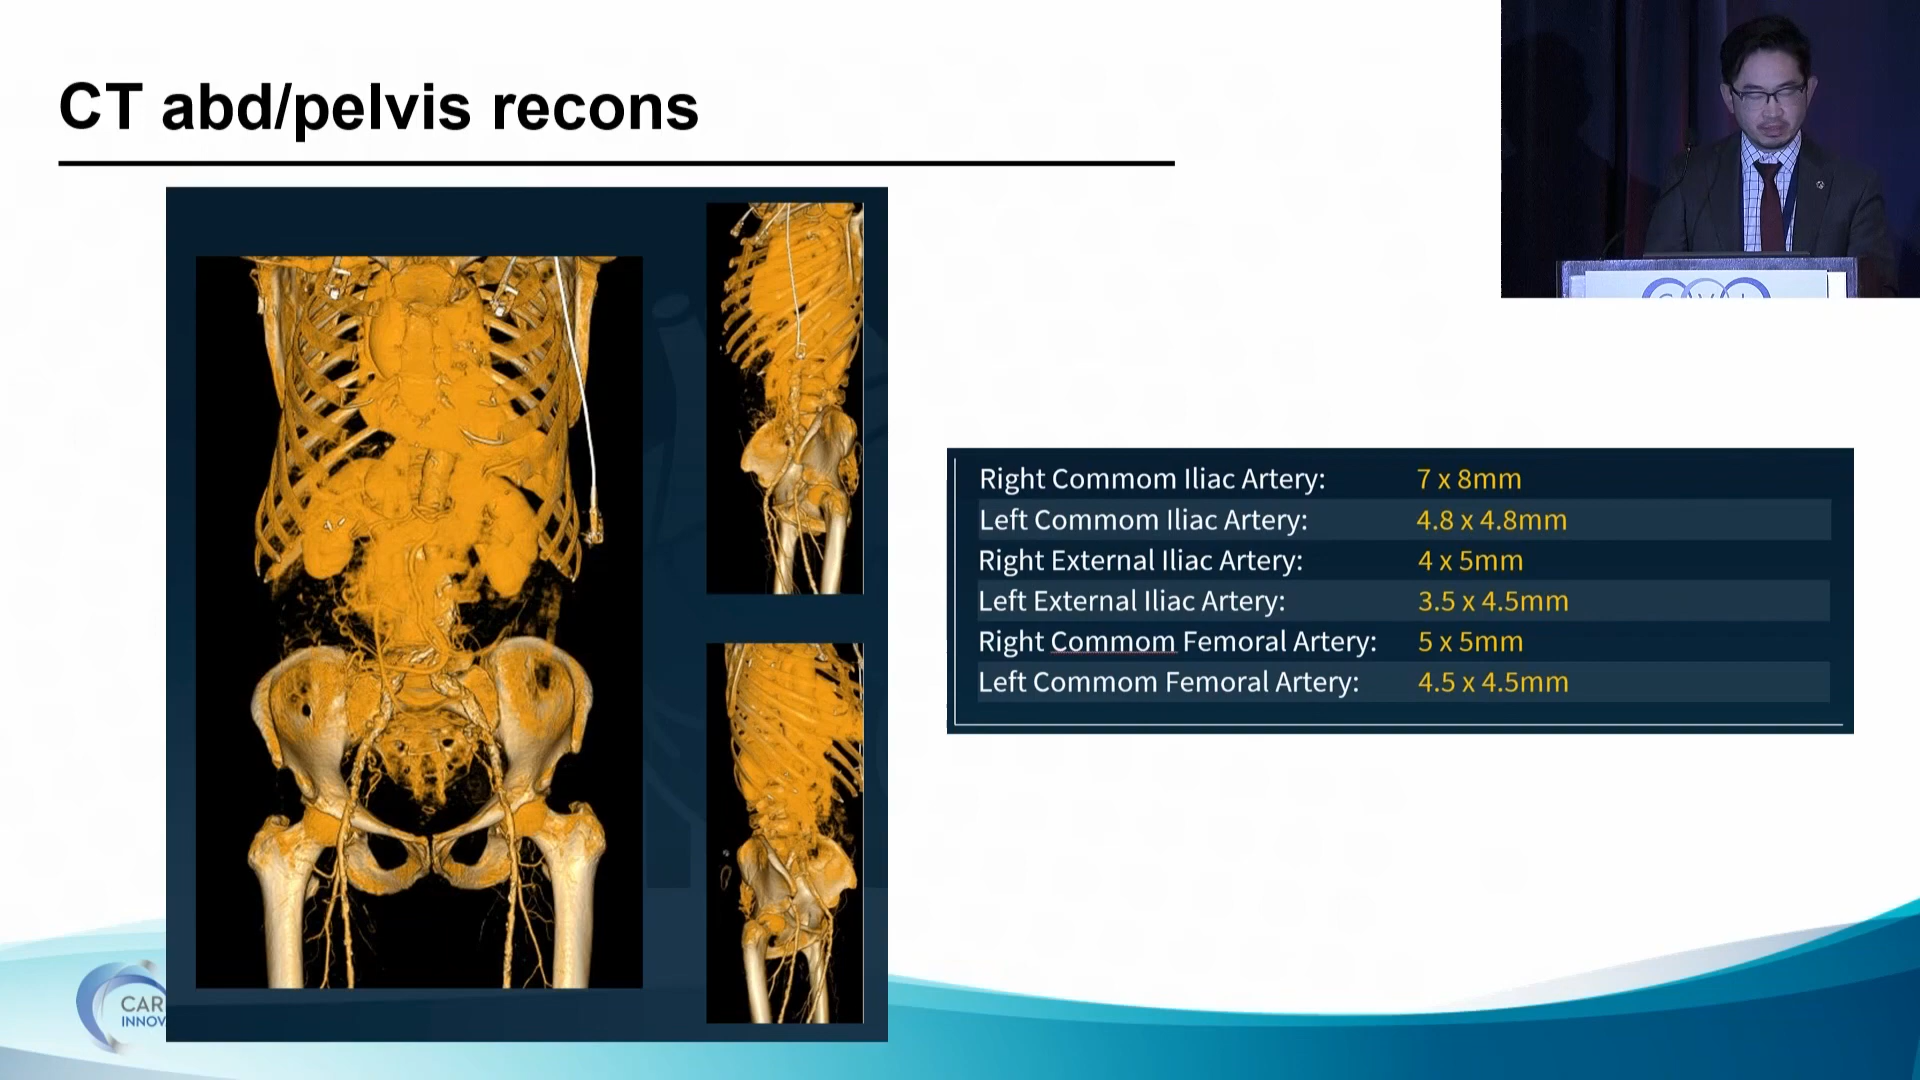 CT abd/pelvis recons
Right Commom Iliac Artery: 7 x 8mm
Left Commom Iliac Artery: 4.8 x 4.8mm
Right External Iliac Artery: 4 x 5mm
Left External Iliac Artery: 3.5 x 4.5mm
Right Commom Femoral Artery: 5 x 5mm
Left Commom Femoral Artery: 4.5 x 4.5mm
CAR
INNOV